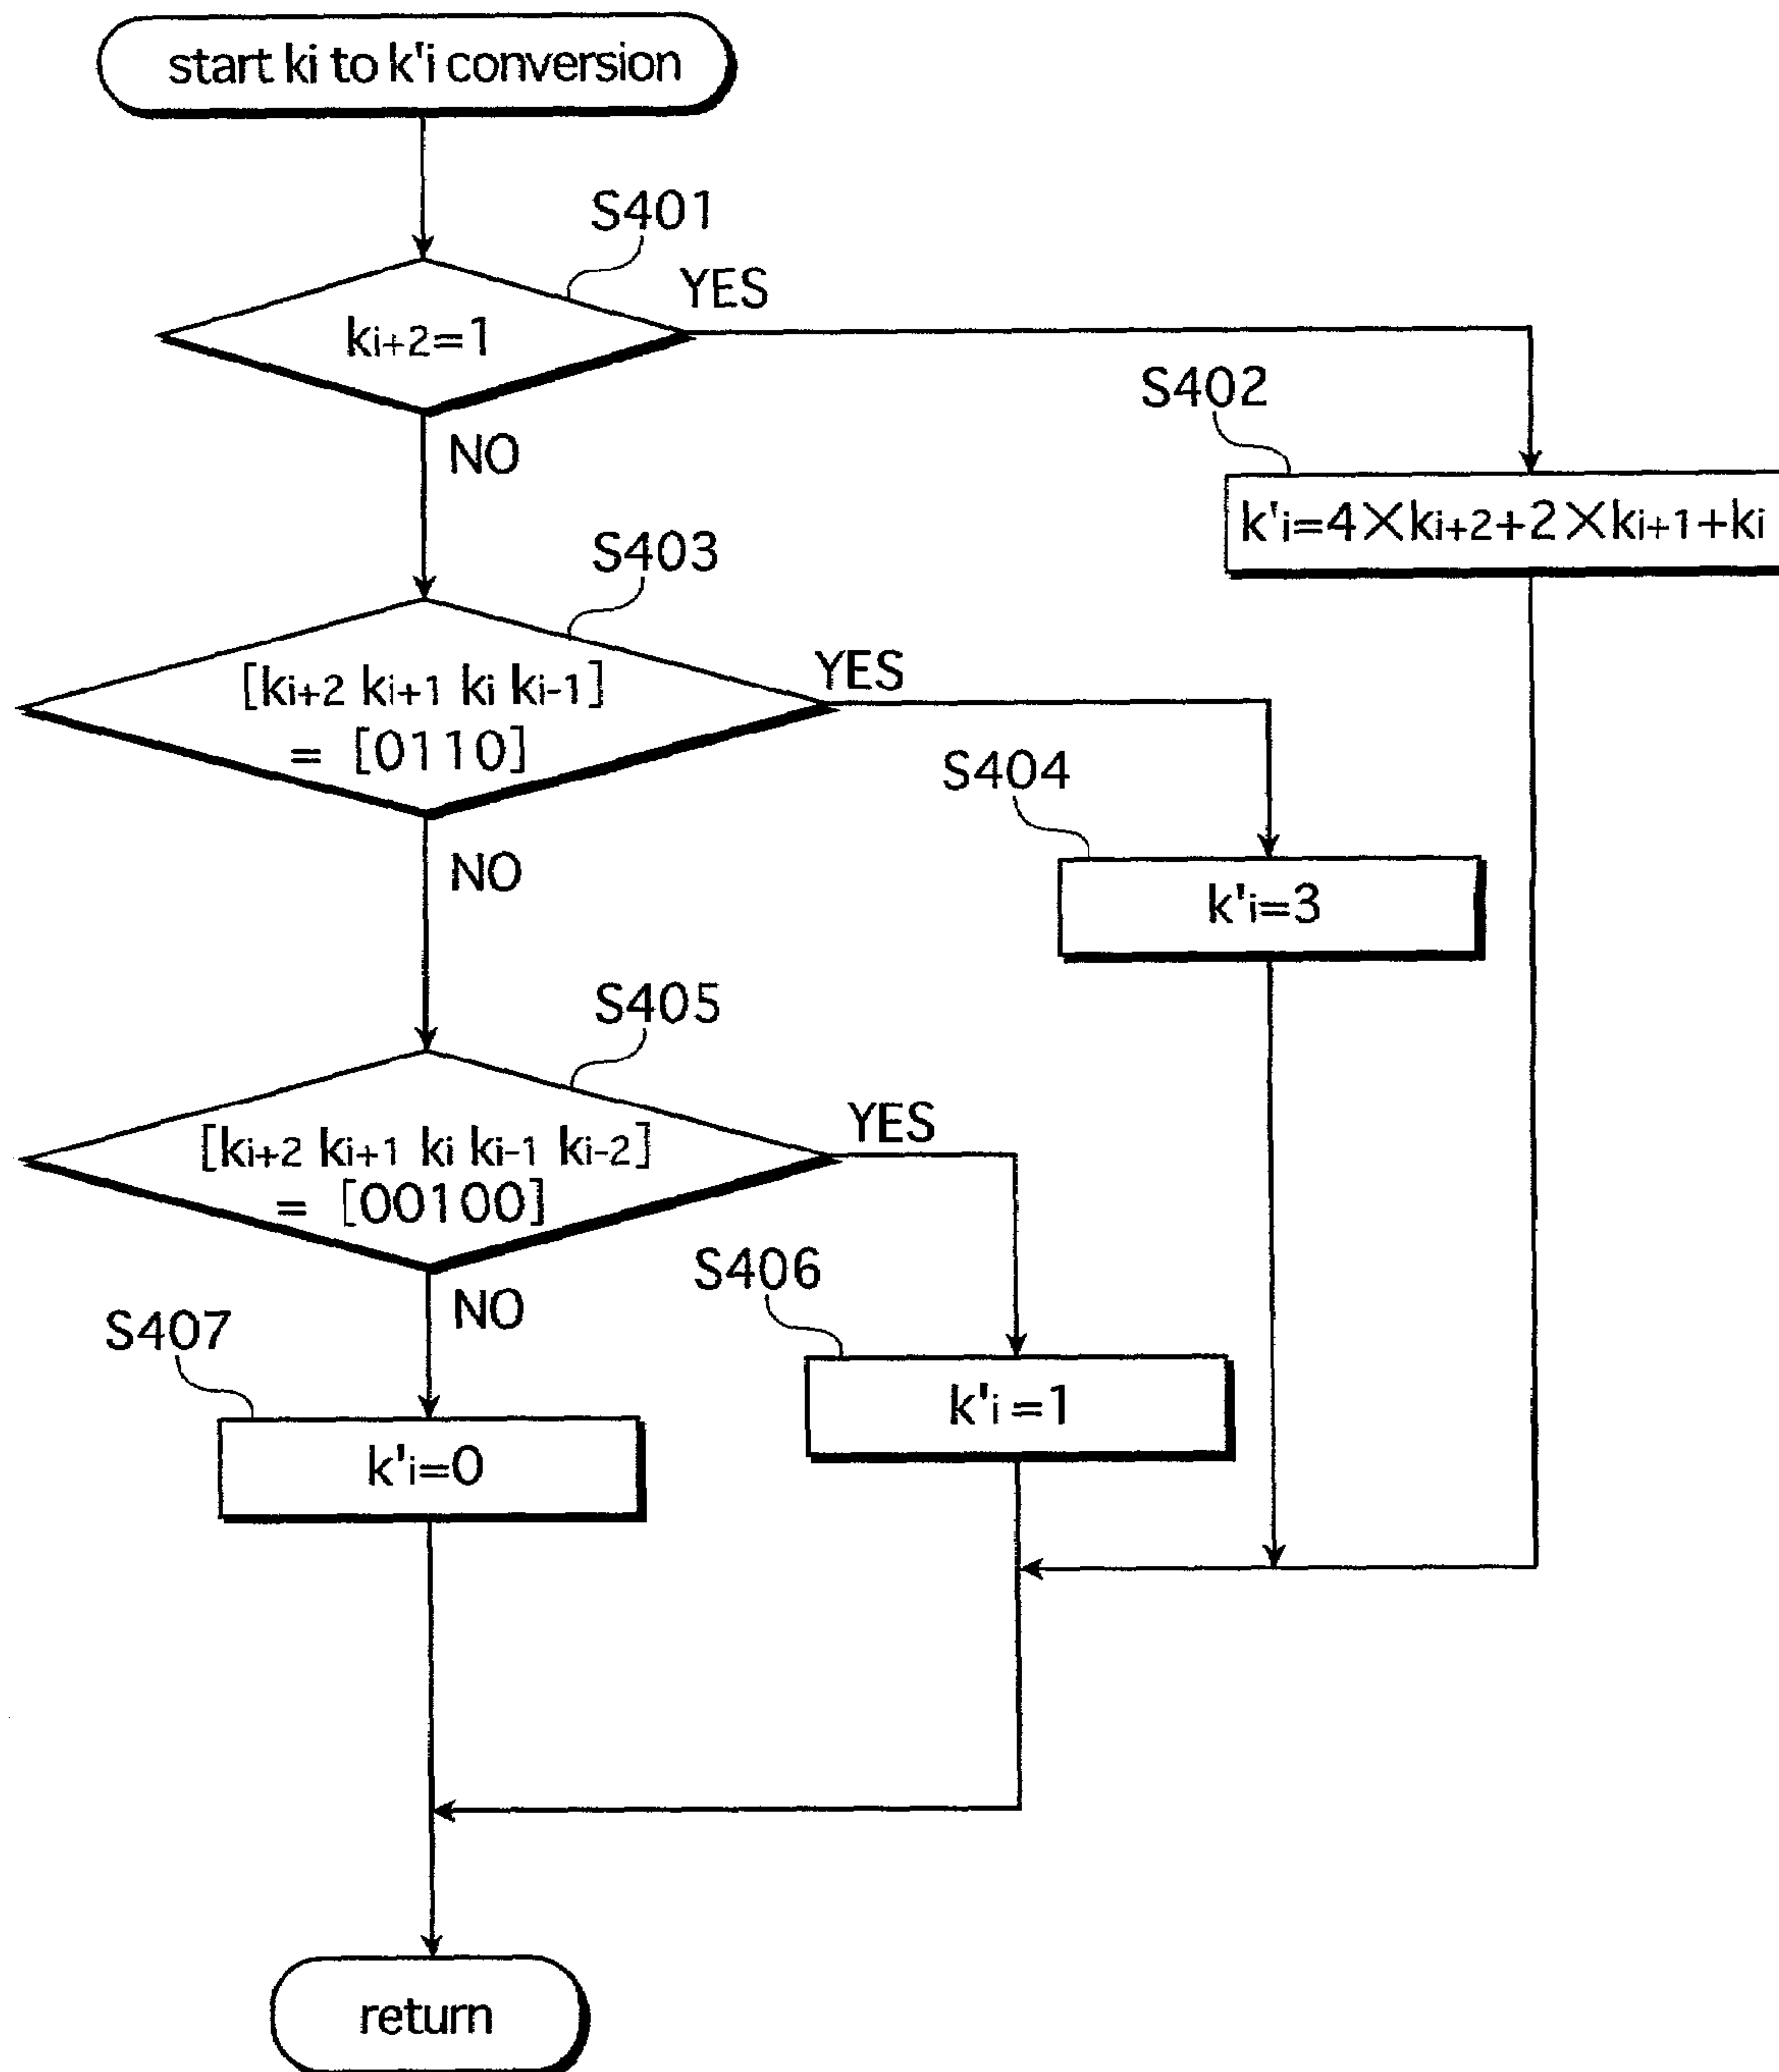 start ki to k'i conversion
S401
YES
ki+2=1
S402
NO
k'i=4×ki+2+2×ki+1+ki
S403
YES
[ki+2 ki+1 ki ki-1]
= [0110]
S404
NO
k'i=3
S405
YES
[ki+2 ki+1 ki ki-1 ki-2]
= [00100]
S406
NO
S407
k'i=1
k'i=0
return